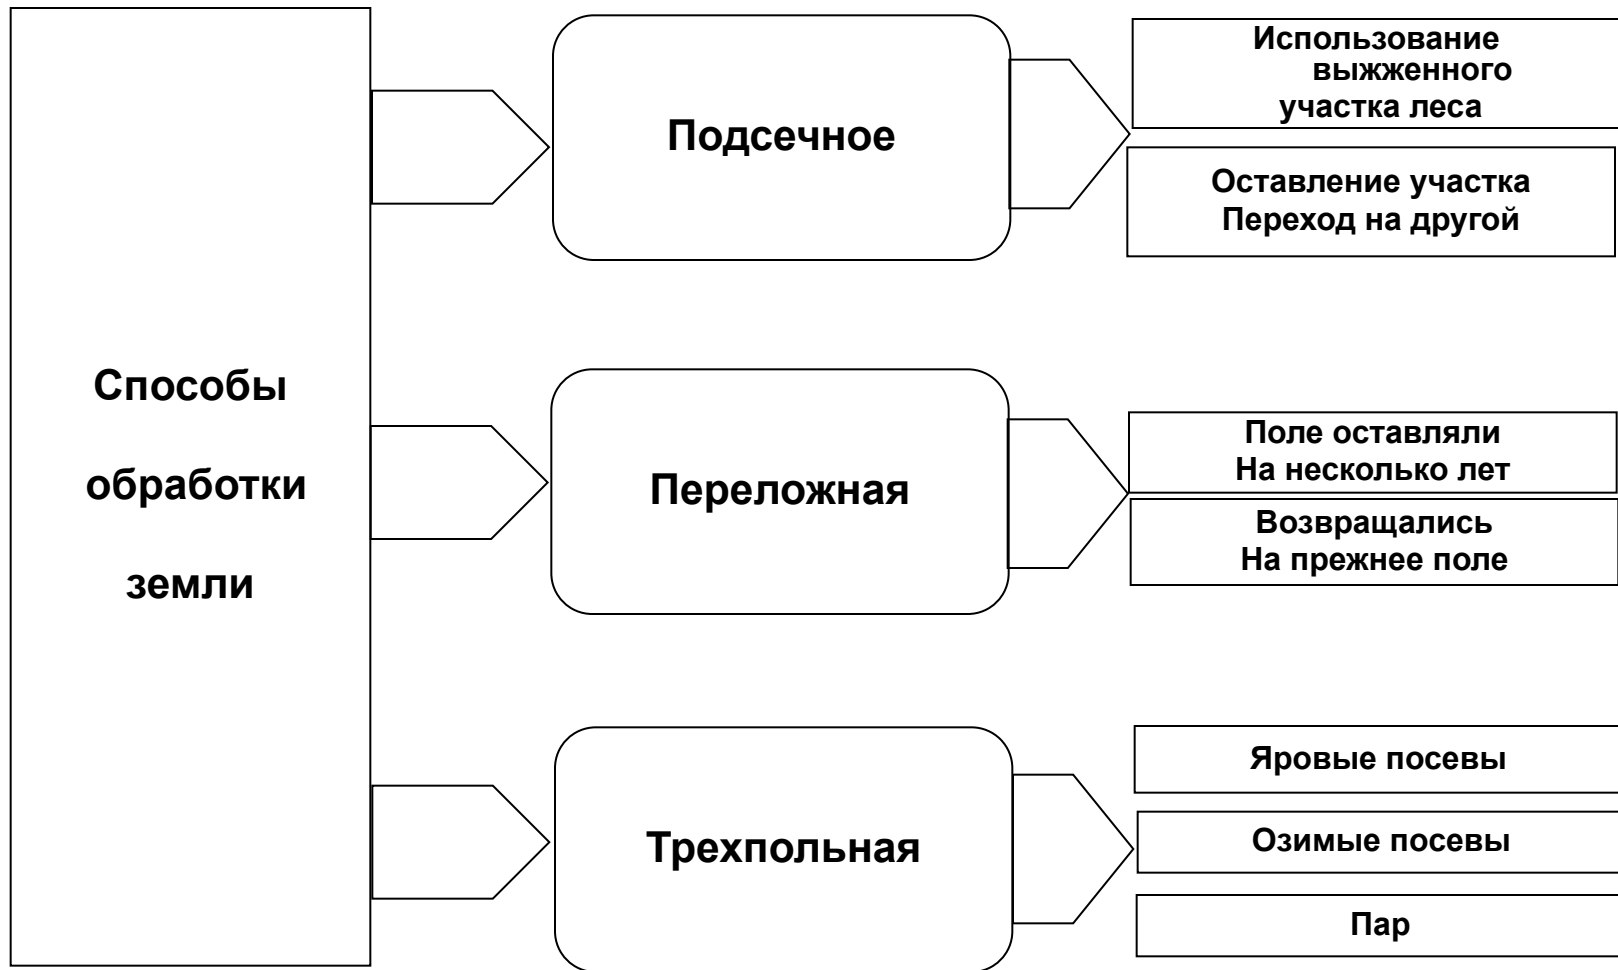 Способы
обработки
земли
Подсечное
Использование
выжженного
участка леса
Оставление участка
Переход на другой
Переложная
Поле оставляли
На несколько лет
Возвращались
На прежнее поле
Трехпольная
Яровые посевы
Озимые посевы
Пар